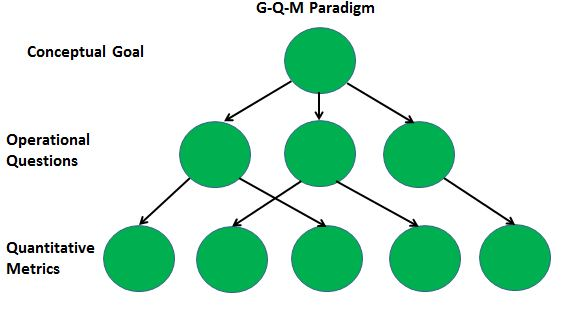 G-Q-M Paradigm
Conceptual Goal
Operational
Questions
Quantitative
Metrics